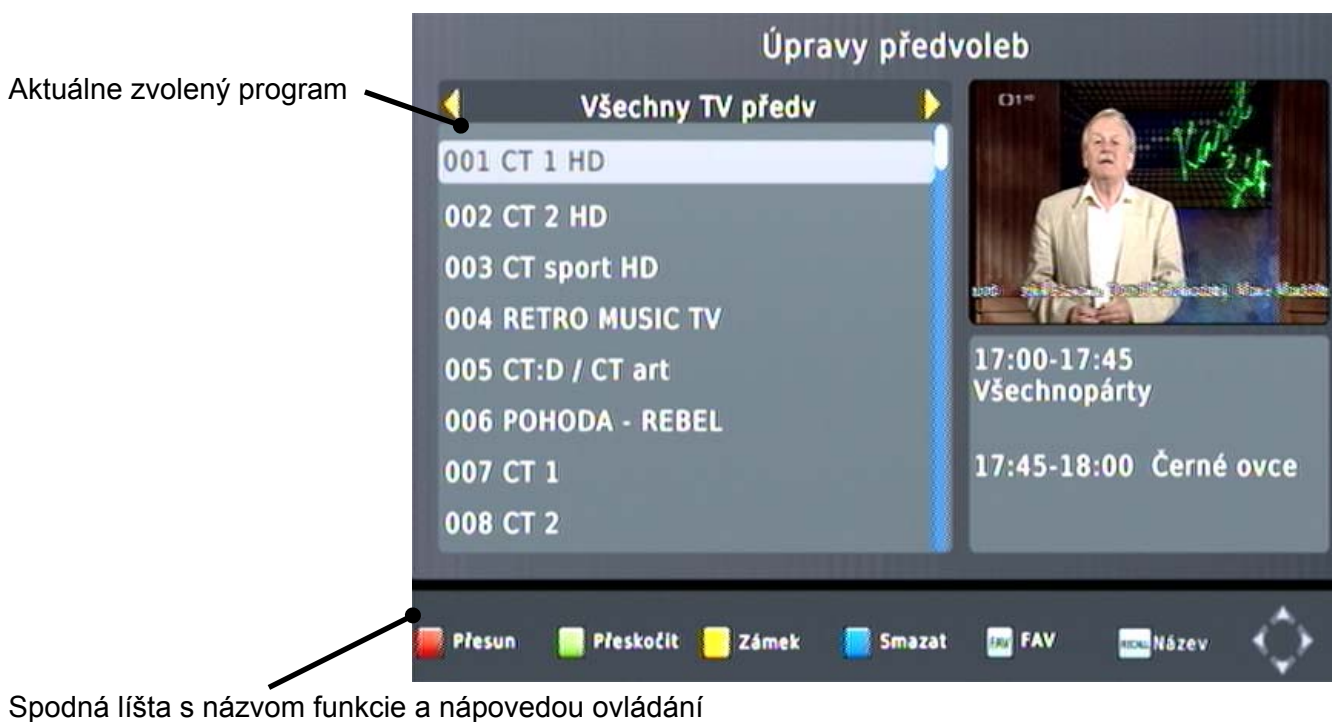 Úpravy předvoleb
Aktuálne zvolený program
Všechny TV předv
001 CT 1 HD
002 CT 2 HD
003 CT sport HD
004 RETRO MUSIC TV
005 CT:D / CT art
006 POHODA - REBEL
007 CT 1
008 CT 2
17:00-17:45
Všechnopárty
17:45-18:00 Černé ovce
Přesun Přeskočit Zámek Smazat FAV FAV RECALL Název
Spodná líšta s názvom funkcie a nápovedou ovládání